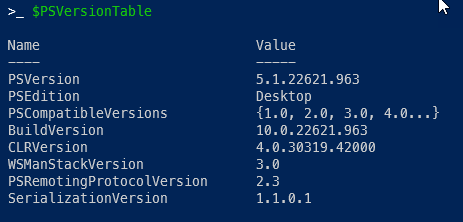 >_ $PSVersionTable
Name Value
---- -----
PSVersion 5.1.22621.963
PSEdition Desktop
PSCompatibleVersions {1.0, 2.0, 3.0, 4.0...}
BuildVersion 10.0.22621.963
CLRVersion 4.0.30319.42000
WSManStackVersion 3.0
PSRemotingProtocolVersion 2.3
SerializationVersion 1.1.0.1